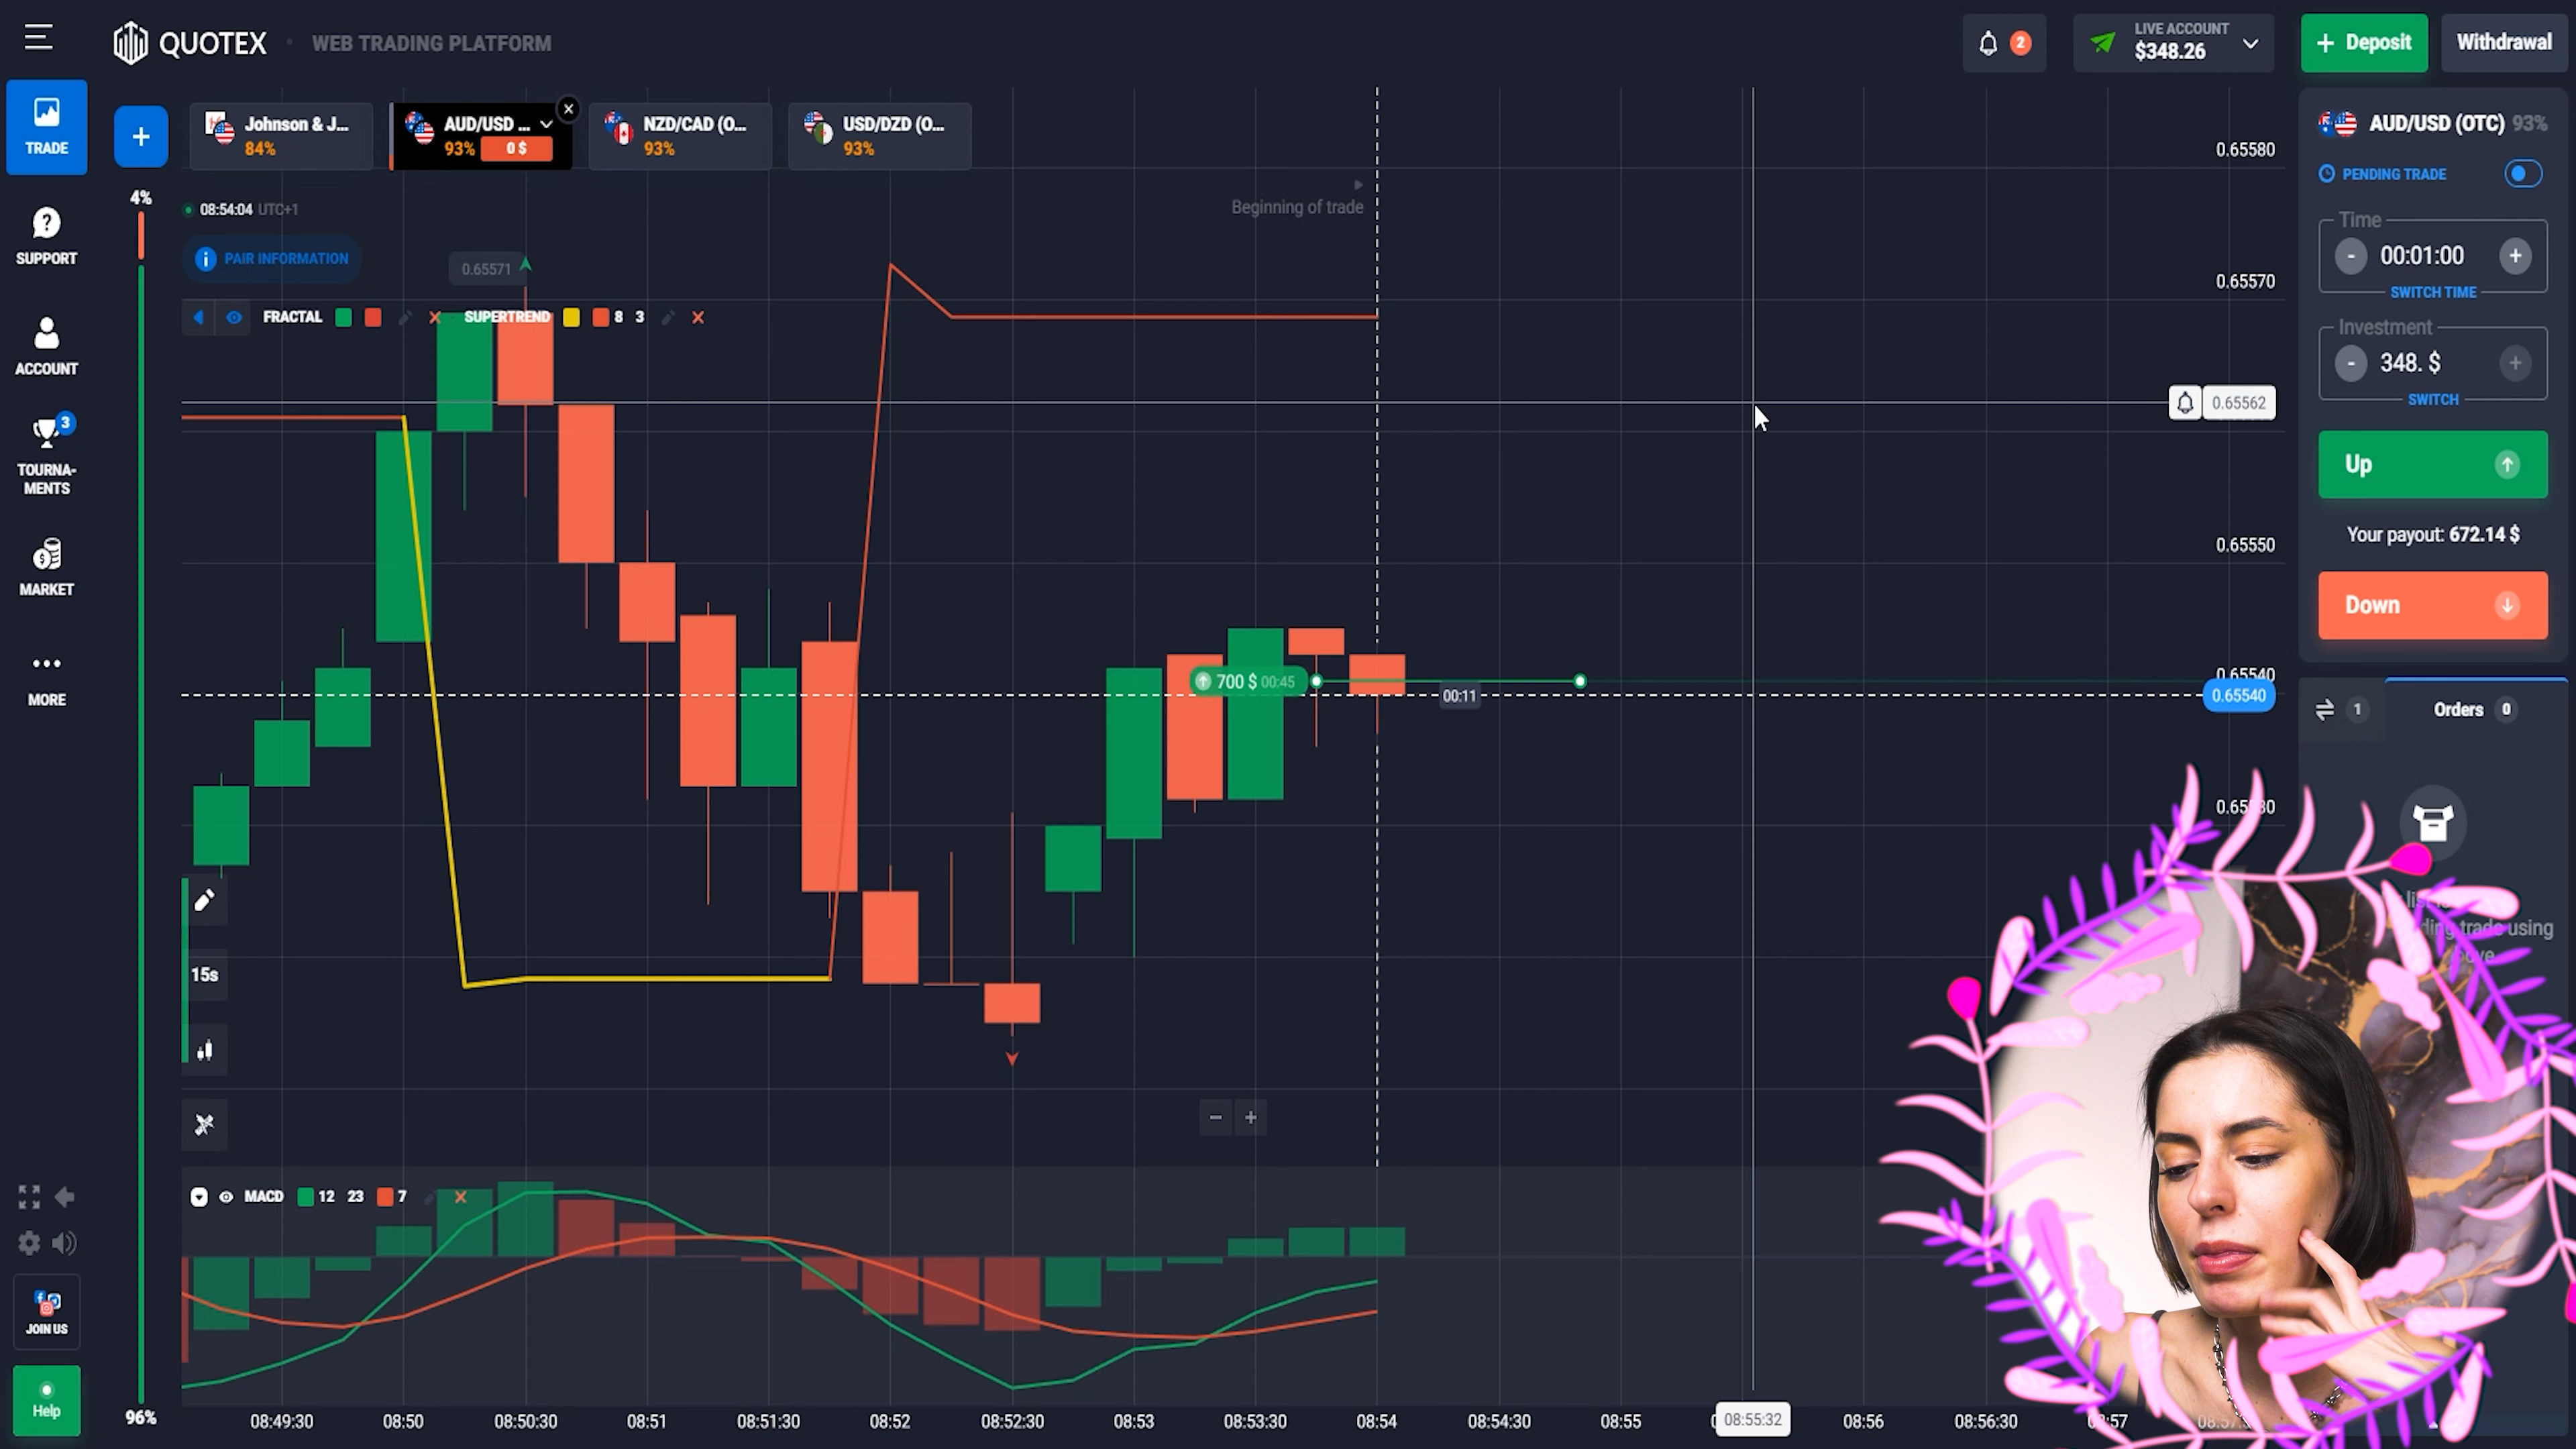 QUOTEX
WEB TRADING PLATFORM
2
LIVE ACCOUNT
$348.26
+ Deposit
Withdrawal
TRADE
+
Johnson & J...
84%
AUD/USD ...
93%
0 $
NZD/CAD (O...
93%
USD/DZD (O...
93%
AUD/USD (OTC) 93%
PENDING TRADE
Time
- 00:01:00 +
SWITCH TIME
Investment
- 348. $ +
SWITCH
Up
Your payout: 672.14 $
Down
1
Orders 0
ding trade using
4%
08:54:04 UTC+1
Beginning of trade
PAIR INFORMATION
0.65571
FRACTAL
SUPERTREND
8 3
SUPPORT
ACCOUNT
3
TOURNA-
MENTS
MARKET
MORE
0.65580
0.65570
0.65562
0.65550
0.65540
0.65540
700 $ 00:45
00:11
15s
- +
MACD 12 23 7
JOIN US
Help
96%
08:49:30 08:50 08:50:30 08:51 08:51:30 08:52 08:52:30 08:53 08:53:30 08:54 08:54:30 08:55 08:55:32 08:56 08:56:30